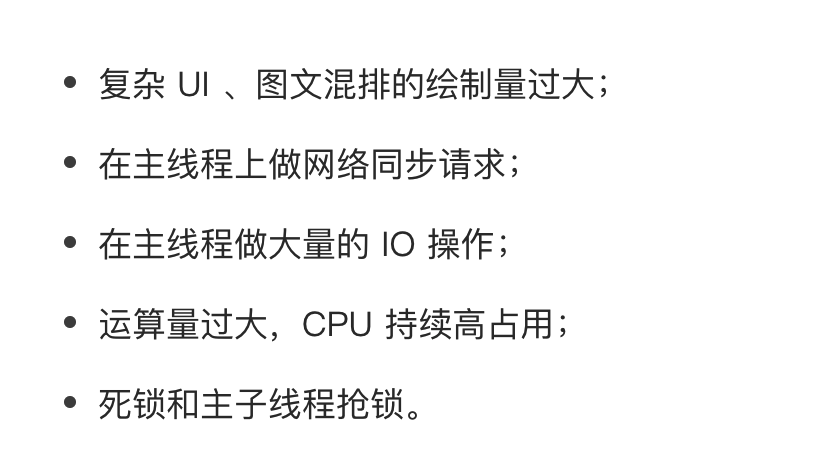 • 复杂 UI 、图文混排的绘制量过大；
• 在主线程上做网络同步请求；
• 在主线程做大量的 IO 操作；
• 运算量过大，CPU 持续高占用；
• 死锁和主子线程抢锁。